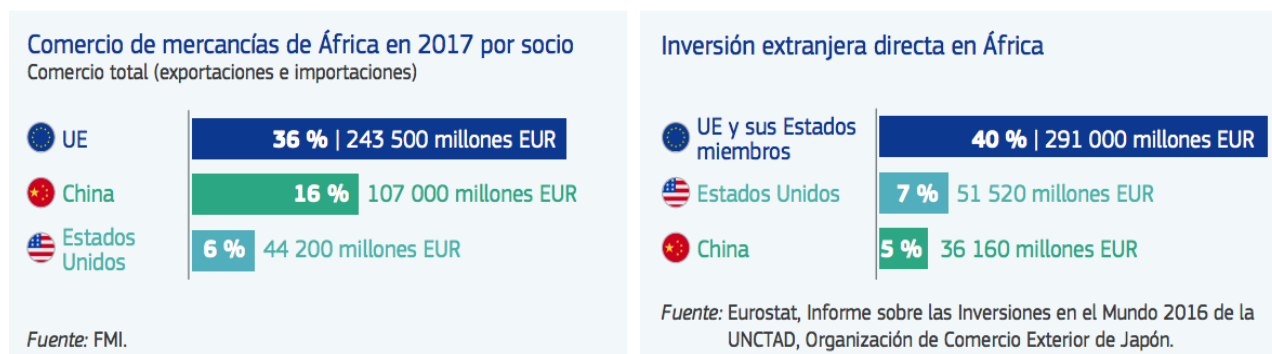 Comercio de mercancías de África en 2017 por socio
Comercio total (exportaciones e importaciones)
UE
36 % | 243 500 millones EUR
China
16 % 107 000 millones EUR
Estados
Unidos
6 % 44 200 millones EUR
Fuente: FMI.
Inversión extranjera directa en África
UE y sus Estados
miembros
40 % | 291 000 millones EUR
Estados Unidos
7 % 51 520 millones EUR
China
5 % 36 160 millones EUR
Fuente: Eurostat, Informe sobre las Inversiones en el Mundo 2016 de la
UNCTAD, Organización de Comercio Exterior de Japón.